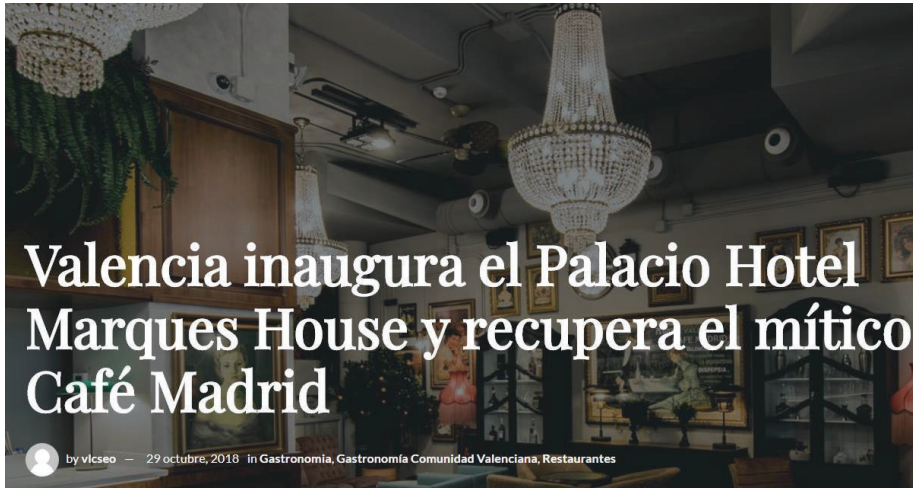 Valencia inaugura el Palacio Hotel
Marques House y recupera el mítico
Café Madrid
by vlcseo — 29 octubre, 2018 in Gastronomia, Gastronomía Comunidad Valenciana, Restaurantes
DISPEPSIA